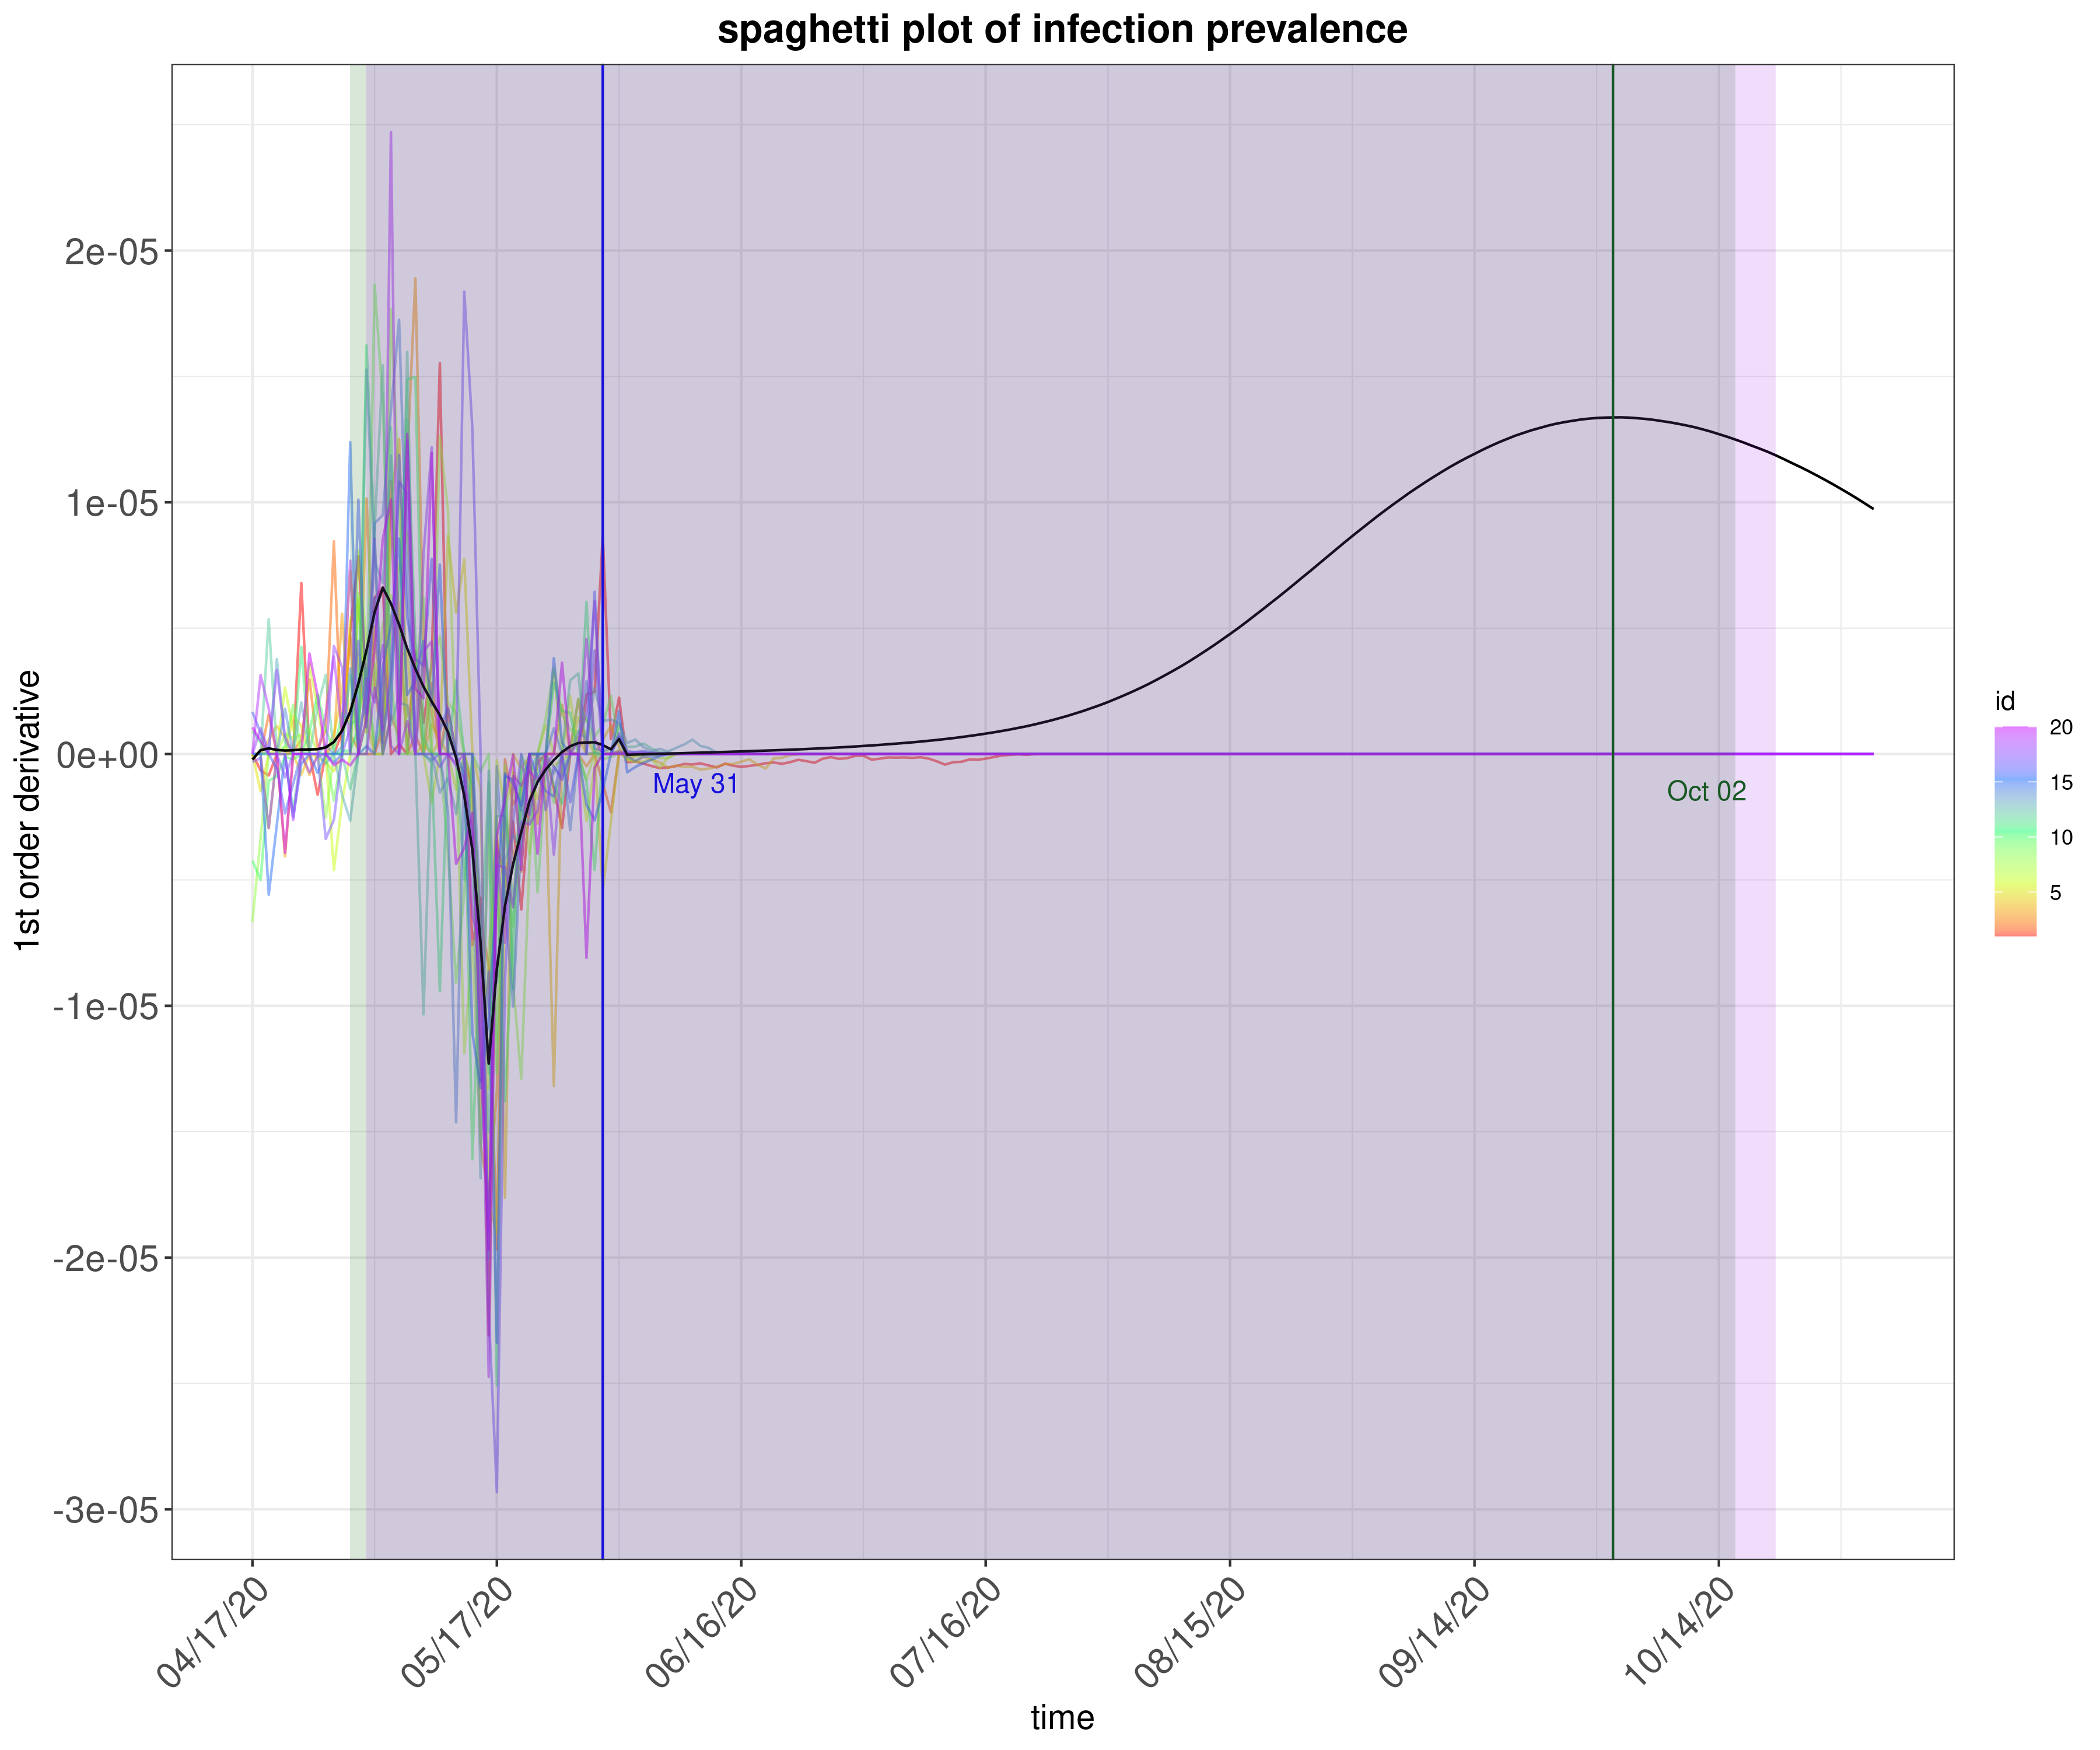 spaghetti plot of infection prevalence
1st order derivative
2e-05
1e-05
0e+00
-1e-05
-2e-05
-3e-05
May 31
Oct 02
id
20
15
10
5
04/17/20
05/17/20
06/16/20
07/16/20
08/15/20
09/14/20
10/14/20
time